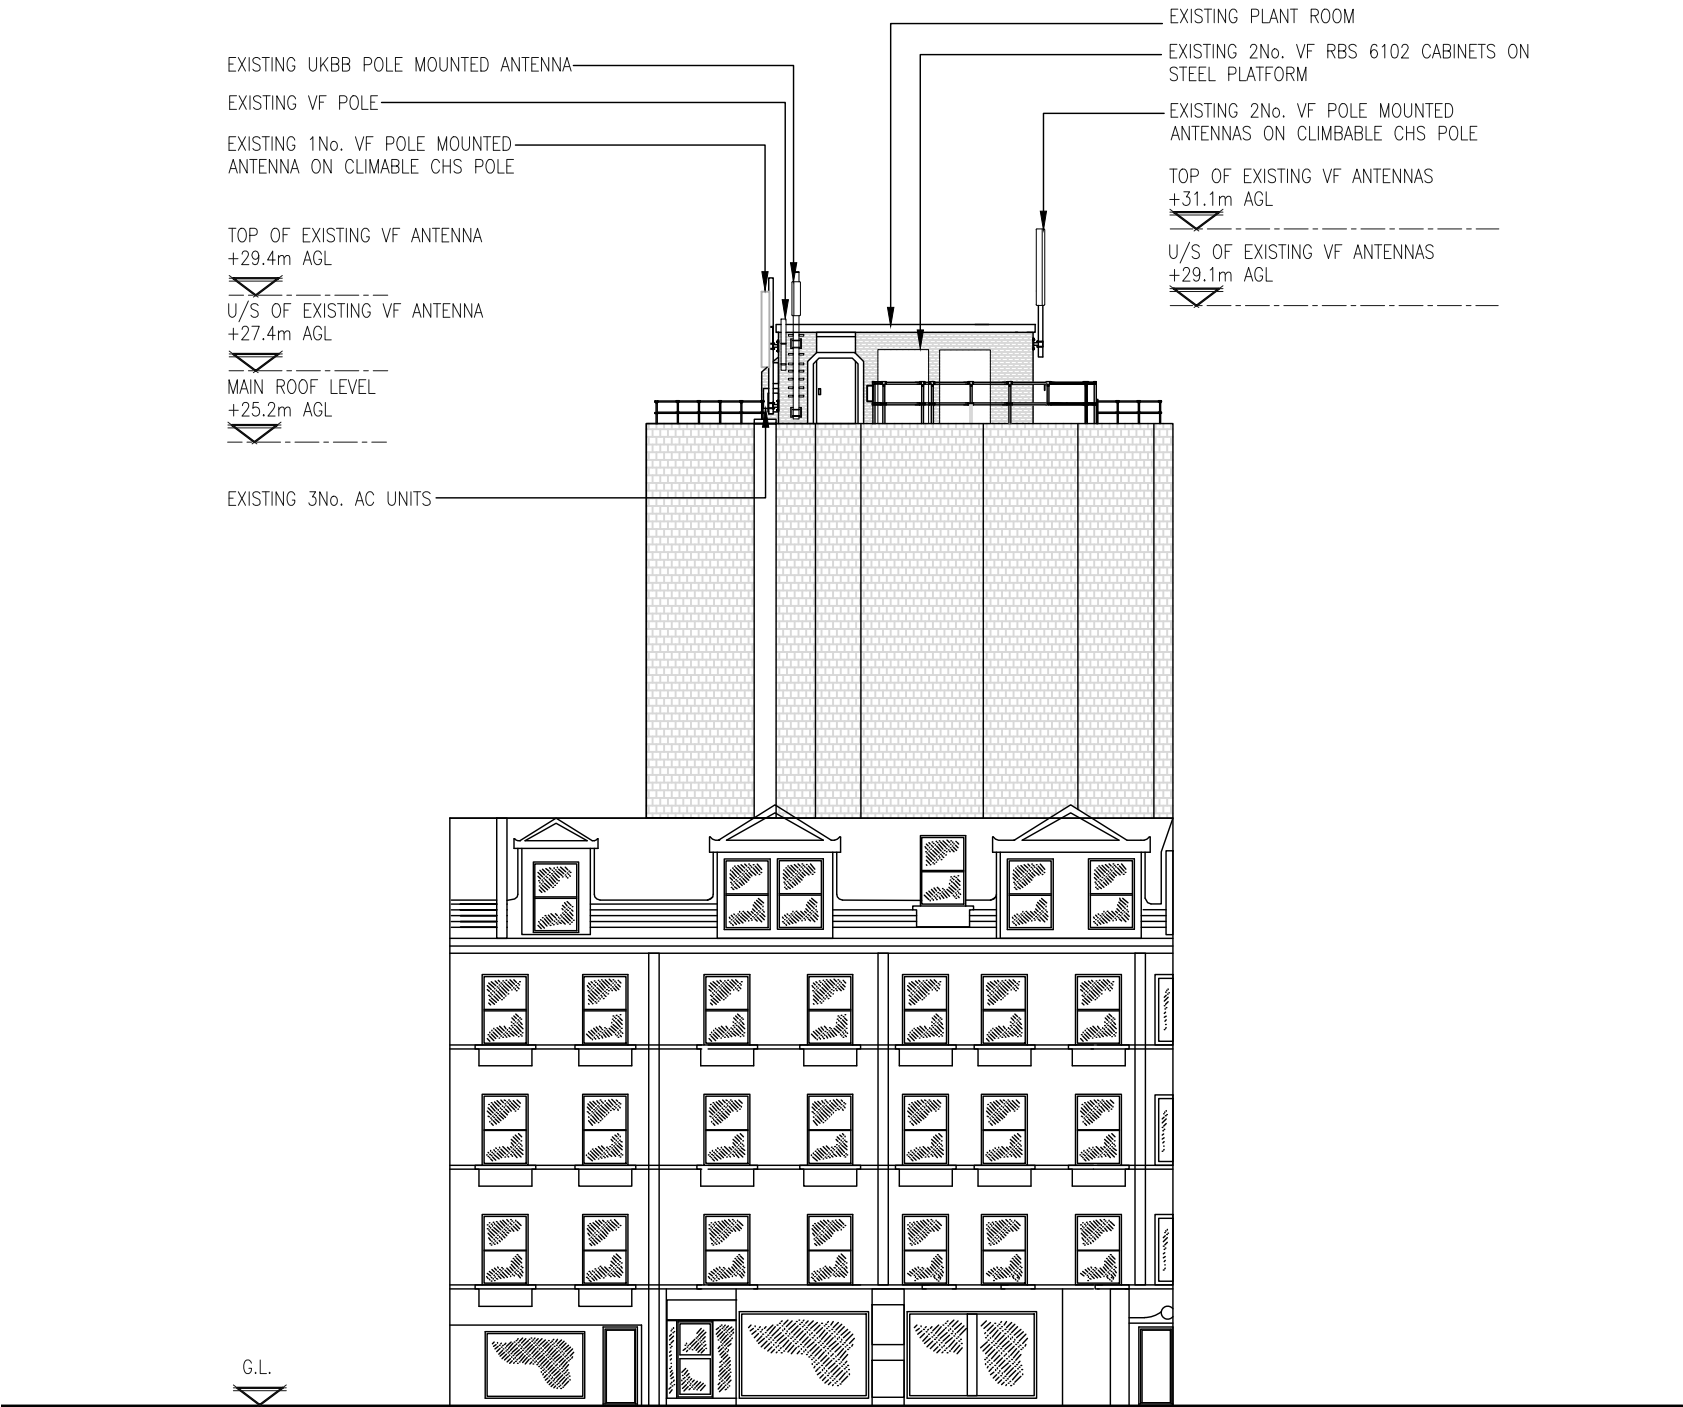 EXISTING UKBB POLE MOUNTED ANTENNA
EXISTING VF POLE
EXISTING 1No. VF POLE MOUNTED
ANTENNA ON CLIMABLE CHS POLE
TOP OF EXISTING VF ANTENNA
+29.4m AGL
U/S OF EXISTING VF ANTENNA
+27.4m AGL
MAIN ROOF LEVEL
+25.2m AGL
EXISTING 3No. AC UNITS
EXISTING PLANT ROOM
EXISTING 2No. VF RBS 6102 CABINETS ON
STEEL PLATFORM
EXISTING 2No. VF POLE MOUNTED
ANTENNAS ON CLIMBABLE CHS POLE
TOP OF EXISTING VF ANTENNAS
+31.1m AGL
U/S OF EXISTING VF ANTENNAS
+29.1m AGL
G.L.